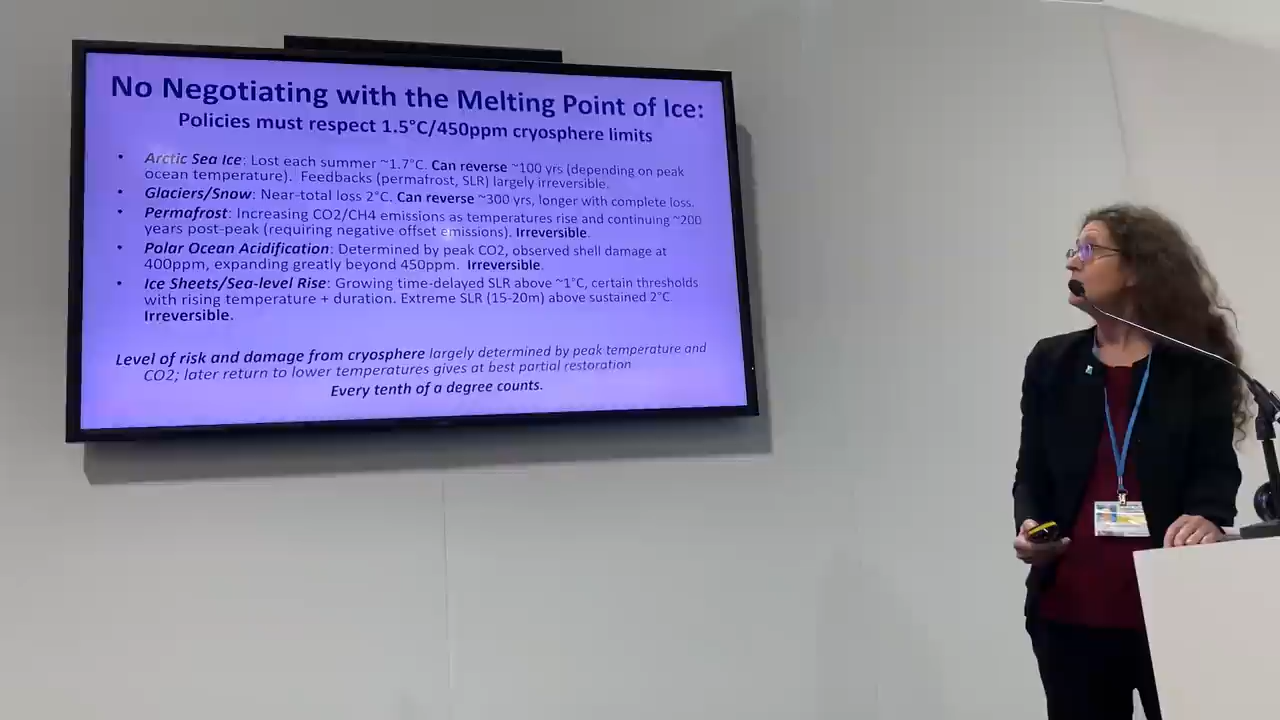 No Negotiating with the Melting Point of Ice:
Policies must respect 1.5°C/450ppm cryosphere limits
• Arctic Sea Ice: Lost each summer ~1.7°C. Can reverse ~100 yrs (depending on peak
ocean temperature). Feedbacks (permafrost, SLR) largely irreversible.
• Glaciers/Snow: Near-total loss 2°C. Can reverse ~300 yrs, longer with complete loss.
• Permafrost: Increasing CO2/CH4 emissions as temperatures rise and continuing ~200
years post-peak (requiring negative offset emissions). Irreversible.
• Polar Ocean Acidification: Determined by peak CO2, observed shell damage at
400ppm, expanding greatly beyond 450ppm. Irreversible.
• Ice Sheets/Sea-level Rise: Growing time-delayed SLR above ~1°C, certain thresholds
with rising temperature + duration. Extreme SLR (15-20m) above sustained 2°C.
Irreversible.
Level of risk and damage from cryosphere largely determined by peak temperature and
CO2; later return to lower temperatures gives at best partial restoration
Every tenth of a degree counts.